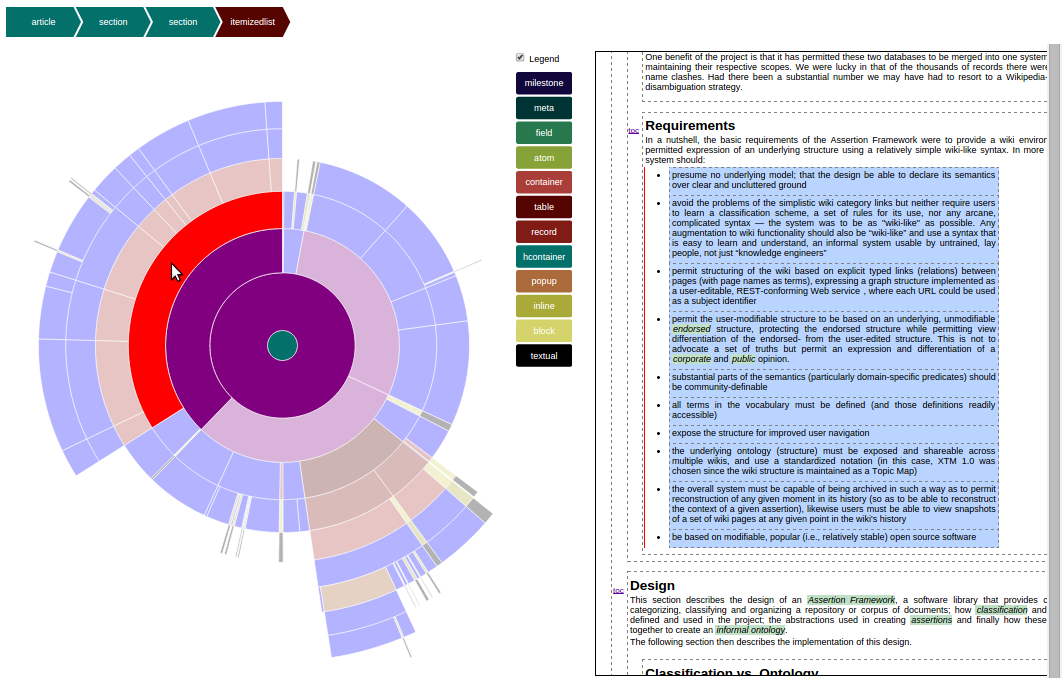 article
section
section
itemizedlist
Legend
milestone
meta
field
atom
container
table
record
hcontainer
popup
inline
block
textual
One benefit of the project is that it has permitted these two databases to be merged into one system
maintaining their respective scopes. We were lucky in that of the thousands of records there were
name clashes. Had there been a substantial number we may have had to resort to a Wikipedia-
disambiguation strategy.
toc
Requirements
In a nutshell, the basic requirements of the Assertion Framework were to provide a wiki environ
permitted expression of an underlying structure using a relatively simple wiki-like syntax. In more
system should:
• presume no underlying model; that the design be able to declare its semantics
over clear and uncluttered ground
• avoid the problems of the simplistic wiki category links but neither require users
to learn a classification scheme, a set of rules for its use, nor any arcane,
complicated syntax — the system was to be as "wiki-like" as possible. Any
augmentation to wiki functionality should also be "wiki-like" and use a syntax that
is easy to learn and understand, an informal system usable by untrained, lay
people, not just "knowledge engineers"
• permit structuring of the wiki based on explicit typed links (relations) between
pages (with page names as terms), expressing a graph structure implemented as
a user-editable, REST-conforming Web service , where each URL could be used
as a subject identifier
• permit the user-modifiable structure to be based on an underlying, unmodifiable
endorsed structure, protecting the endorsed structure while permitting view
differentiation of the endorsed- from the user-edited structure. This is not to
advocate a set of truths but permit an expression and differentiation of a
corporate and public opinion.
• substantial parts of the semantics (particularly domain-specific predicates) should
be community-definable
• all terms in the vocabulary must be defined (and those definitions readily
accessible)
• expose the structure for improved user navigation
• the underlying ontology (structure) must be exposed and shareable across
multiple wikis, and use a standardized notation (in this case, XTM 1.0 was
chosen since the wiki structure is maintained as a Topic Map)
• the overall system must be capable of being archived in such a way as to permit
reconstruction of any given moment in its history (so as to be able to reconstruct
the context of a given assertion), likewise users must be able to view snapshots
of a set of wiki pages at any given point in the wiki's history
• be based on modifiable, popular (i.e., relatively stable) open source software
toc
Design
This section describes the design of an Assertion Framework, a software library that provides c
categorizing, classifying and organizing a repository or corpus of documents; how classification and
defined and used in the project; the abstractions used in creating assertions and finally how these
together to create an informal ontology.
The following section then describes the implementation of this design.
Classification vs. Ontology